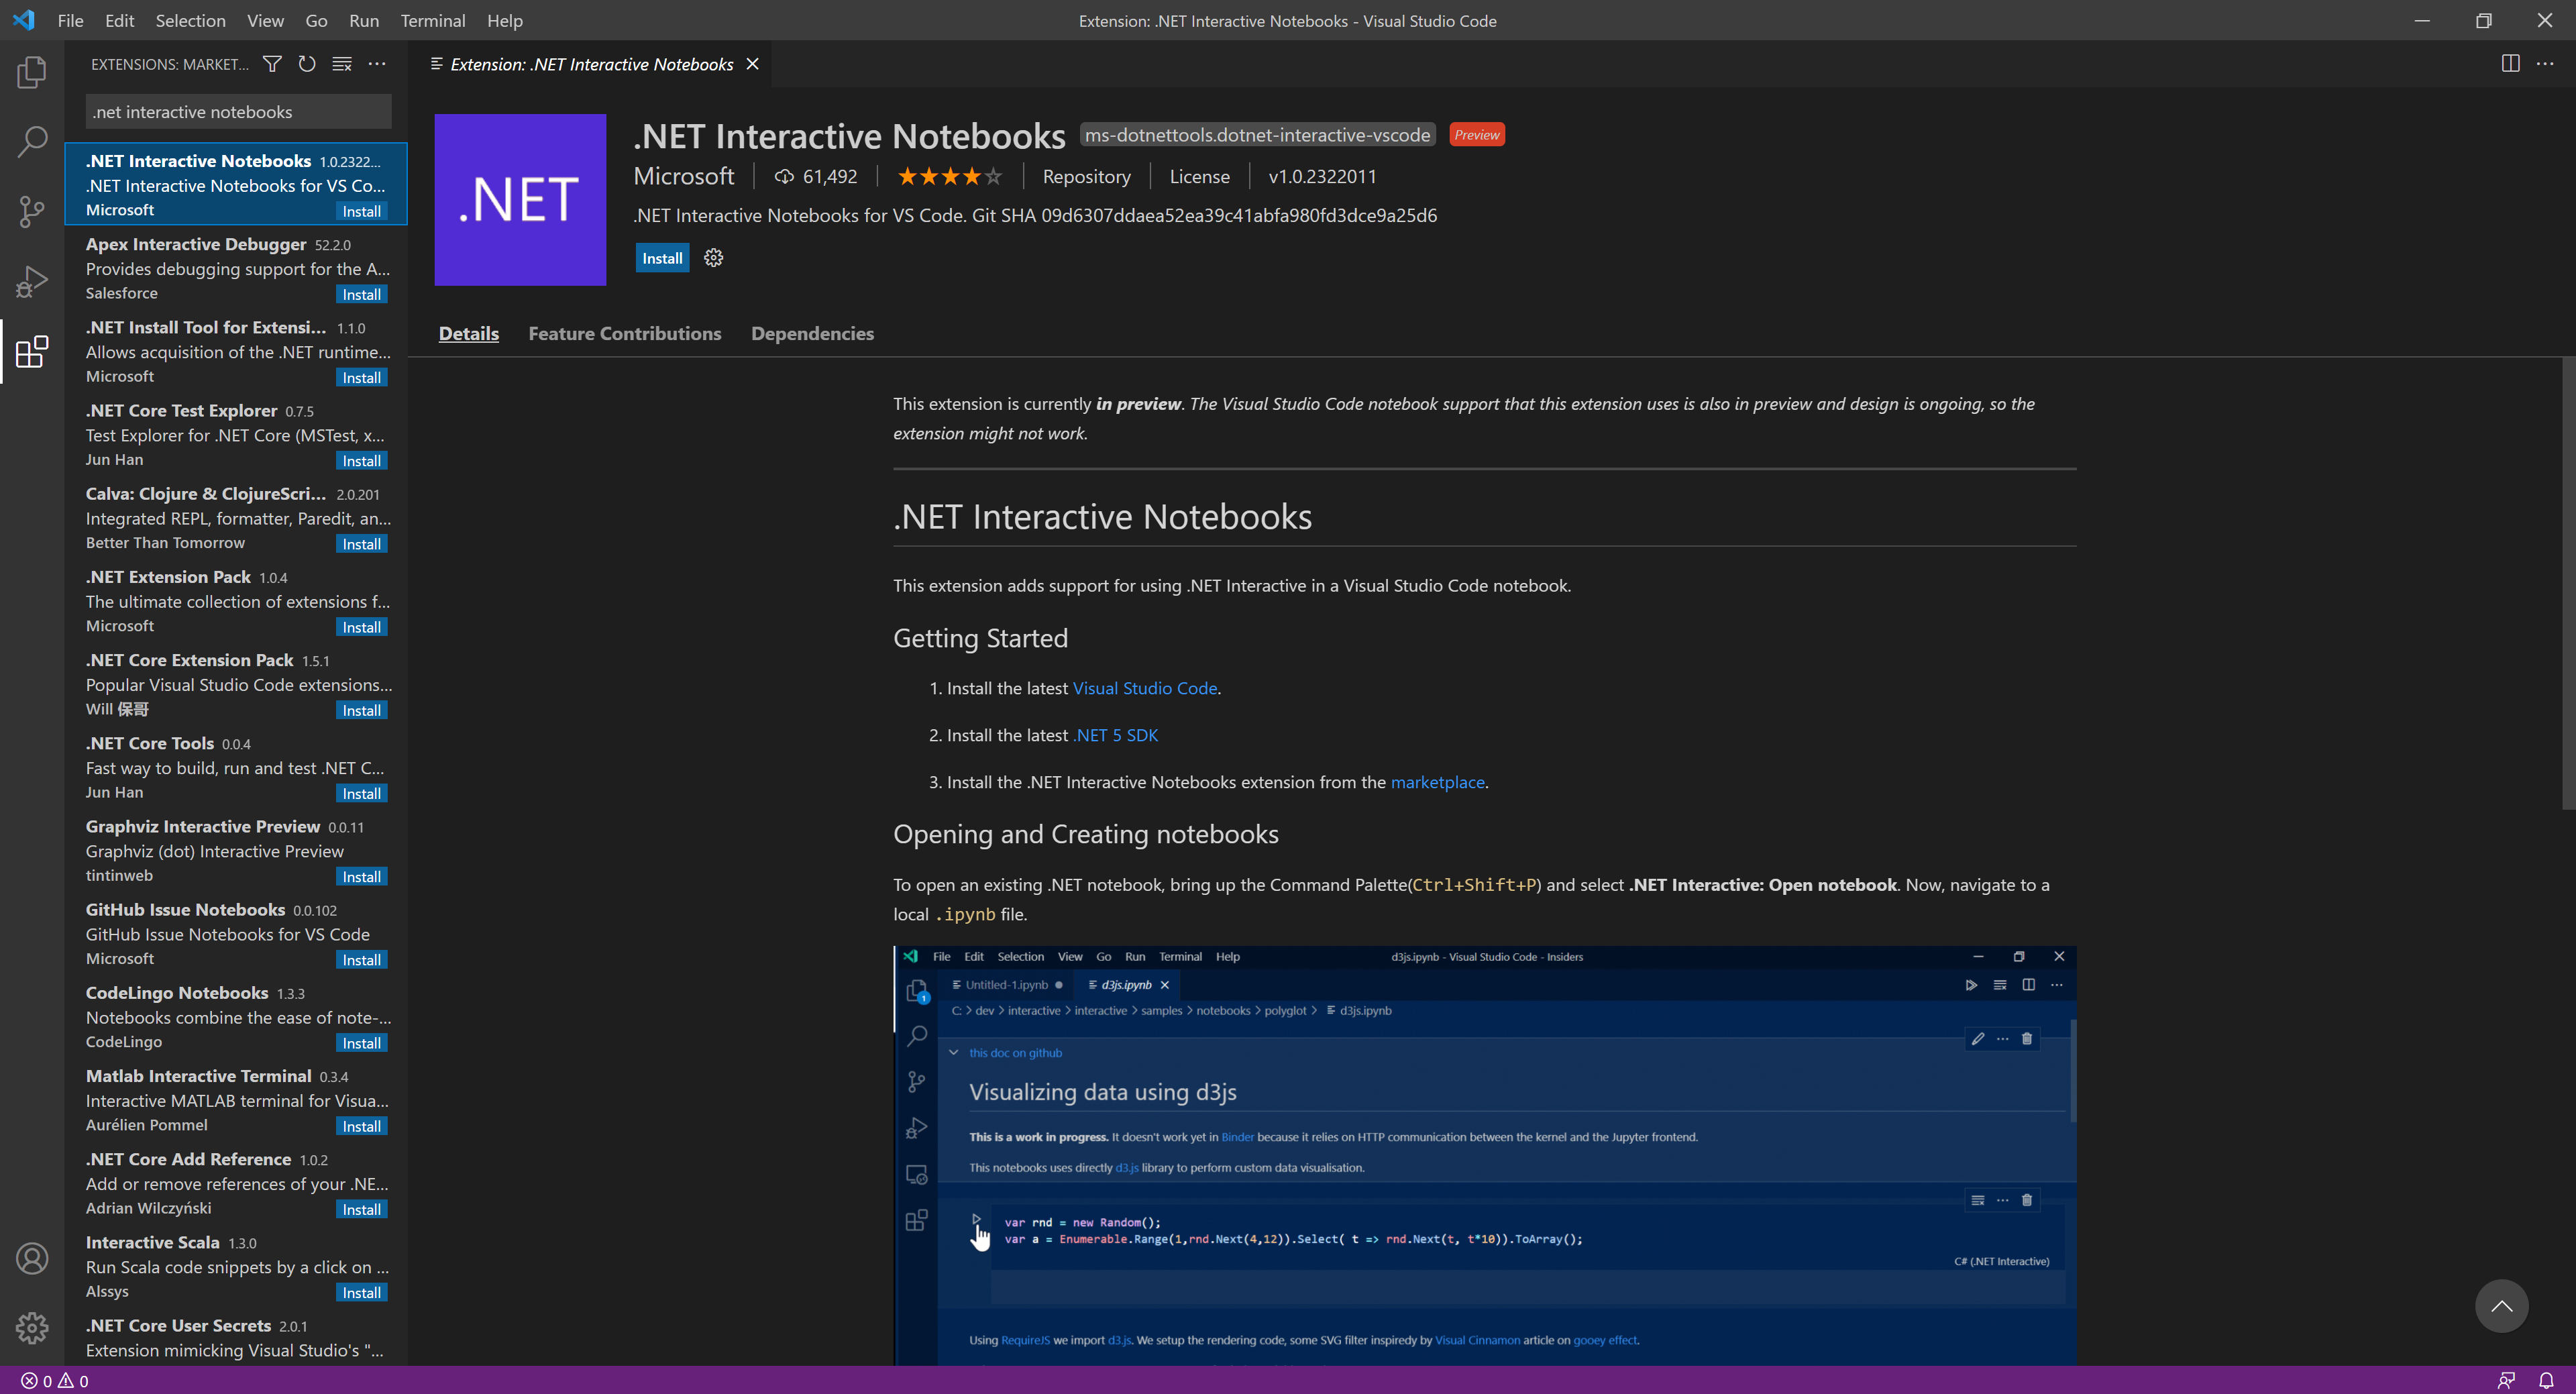 File Edit Selection View Go Run Terminal Help
Extension: .NET Interactive Notebooks - Visual Studio Code
EXTENSIONS: MARKET...
.net interactive notebooks
.NET Interactive Notebooks 1.0.2322...
.NET Interactive Notebooks for VS Co...
Microsoft Install
Apex Interactive Debugger 52.2.0
Provides debugging support for the A...
Salesforce Install
.NET Install Tool for Extensi... 1.1.0
Allows acquisition of the .NET runtime...
Microsoft Install
.NET Core Test Explorer 0.7.5
Test Explorer for .NET Core (MSTest, x...
Jun Han Install
Calva: Clojure & ClojureScri... 2.0.201
Integrated REPL, formatter, Paredit, an...
Better Than Tomorrow Install
.NET Extension Pack 1.0.4
The ultimate collection of extensions f...
Microsoft Install
.NET Core Extension Pack 1.5.1
Popular Visual Studio Code extensions...
Will 保哥 Install
.NET Core Tools 0.0.4
Fast way to build, run and test .NET C...
Jun Han Install
Graphviz Interactive Preview 0.0.11
Graphviz (dot) Interactive Preview
tintinweb Install
GitHub Issue Notebooks 0.0.102
GitHub Issue Notebooks for VS Code
Microsoft Install
CodeLingo Notebooks 1.3.3
Notebooks combine the ease of note-...
CodeLingo Install
Matlab Interactive Terminal 0.3.4
Interactive MATLAB terminal for Visua...
Aurélien Pommel Install
.NET Core Add Reference 1.0.2
Add or remove references of your .NE...
Adrian Wilczyński Install
Interactive Scala 1.3.0
Run Scala code snippets by a click on ...
Alssys Install
.NET Core User Secrets 2.0.1
Extension mimicking Visual Studio's "...
Extension: .NET Interactive Notebooks
.NET
.NET Interactive Notebooks ms-dotnettools.dotnet-interactive-vscode Preview
Microsoft 61,492 Repository License v1.0.2322011
.NET Interactive Notebooks for VS Code. Git SHA 09d6307ddaea52ea39c41abfa980fd3dce9a25d6
Install
Details Feature Contributions Dependencies
This extension is currently in preview. The Visual Studio Code notebook support that this extension uses is also in preview and design is ongoing, so the
extension might not work.
.NET Interactive Notebooks
This extension adds support for using .NET Interactive in a Visual Studio Code notebook.
Getting Started
1. Install the latest Visual Studio Code.
2. Install the latest .NET 5 SDK
3. Install the .NET Interactive Notebooks extension from the marketplace.
Opening and Creating notebooks
To open an existing .NET notebook, bring up the Command Palette(Ctrl+Shift+P) and select .NET Interactive: Open notebook. Now, navigate to a
local .ipynb file.
File Edit Selection View Go Run Terminal Help
d3js.ipynb - Visual Studio Code - Insiders
Untitled-1.ipynb d3js.ipynb
1
C: > dev > interactive > interactive > samples > notebooks > polyglot > d3js.ipynb
this doc on github
Visualizing data using d3js
This is a work in progress. It doesn't work yet in Binder because it relies on HTTP communication between the kernel and the Jupyter frontend.
This notebooks uses directly d3.js library to perform custom data visualisation.
var rnd = new Random();
var a = Enumerable.Range(1,rnd.Next(4,12)).Select( t => rnd.Next(t, t*10)).ToArray();
C# (.NET Interactive)
Using RequireJS we import d3.js. We setup the rendering code, some SVG filter inspiredy by Visual Cinnamon article on gooey effect.
0 0